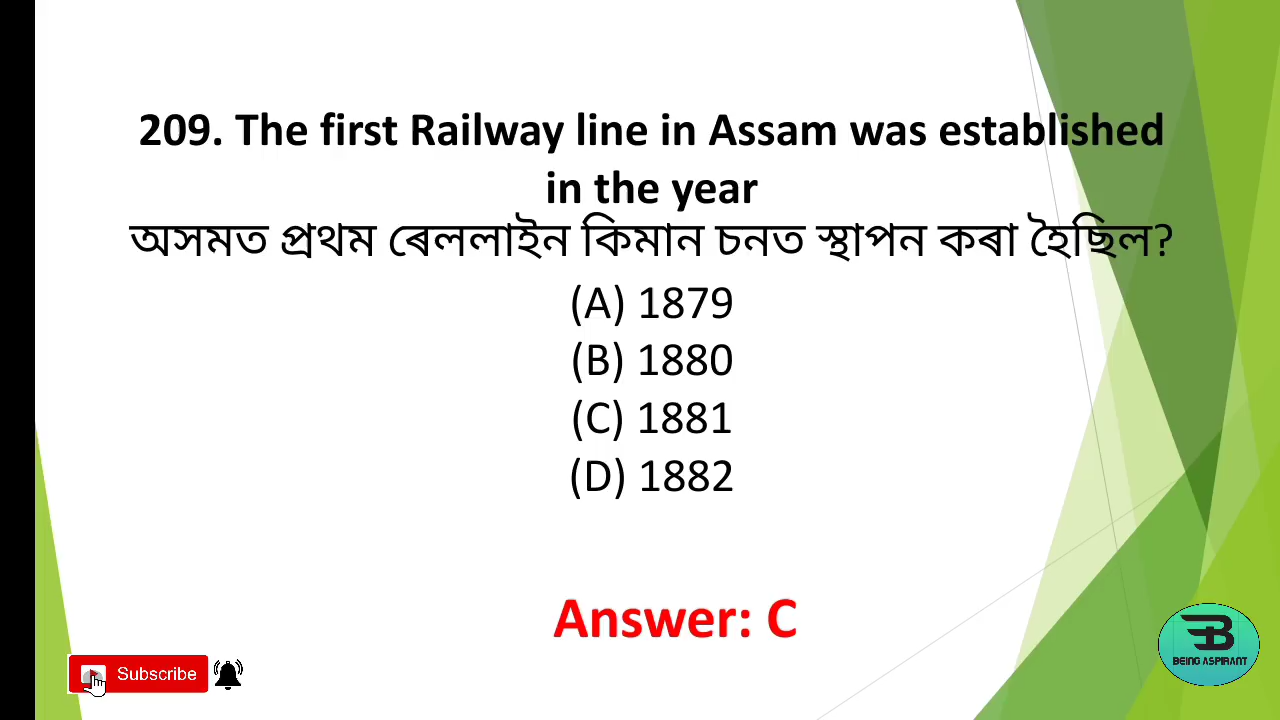 209. The first Railway line in Assam was established
in the year
অসমত প্ৰথম ৰেললাইন কিমান চনত স্থাপন কৰা হৈছিল?
(A) 1879
(B) 1880
(C) 1881
(D) 1882
Answer: C
Subscribe
BEING ASPIRANT